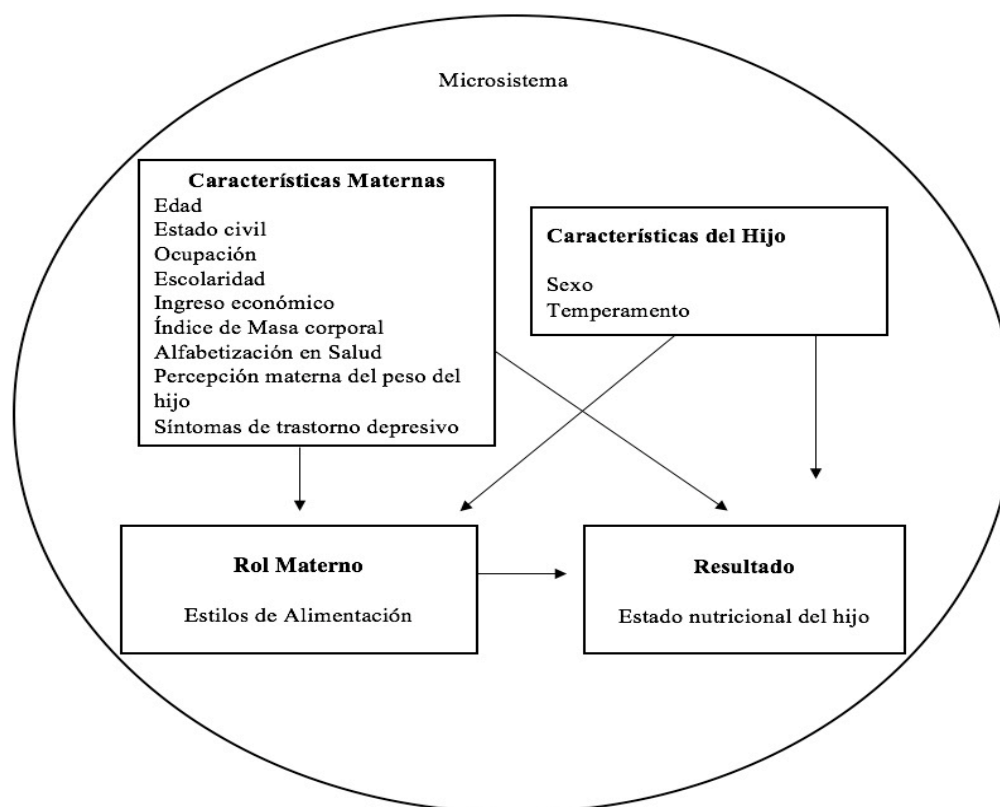 Microsistema
Características Maternas
Edad
Estado civil
Ocupación
Escolaridad
Ingreso económico
Índice de Masa corporal
Alfabetización en Salud
Percepción materna del peso del
hijo
Síntomas de trastorno depresivo
Características del Hijo
Sexo
Temperamento
Rol Materno
Estilos de Alimentación
Resultado
Estado nutricional del hijo